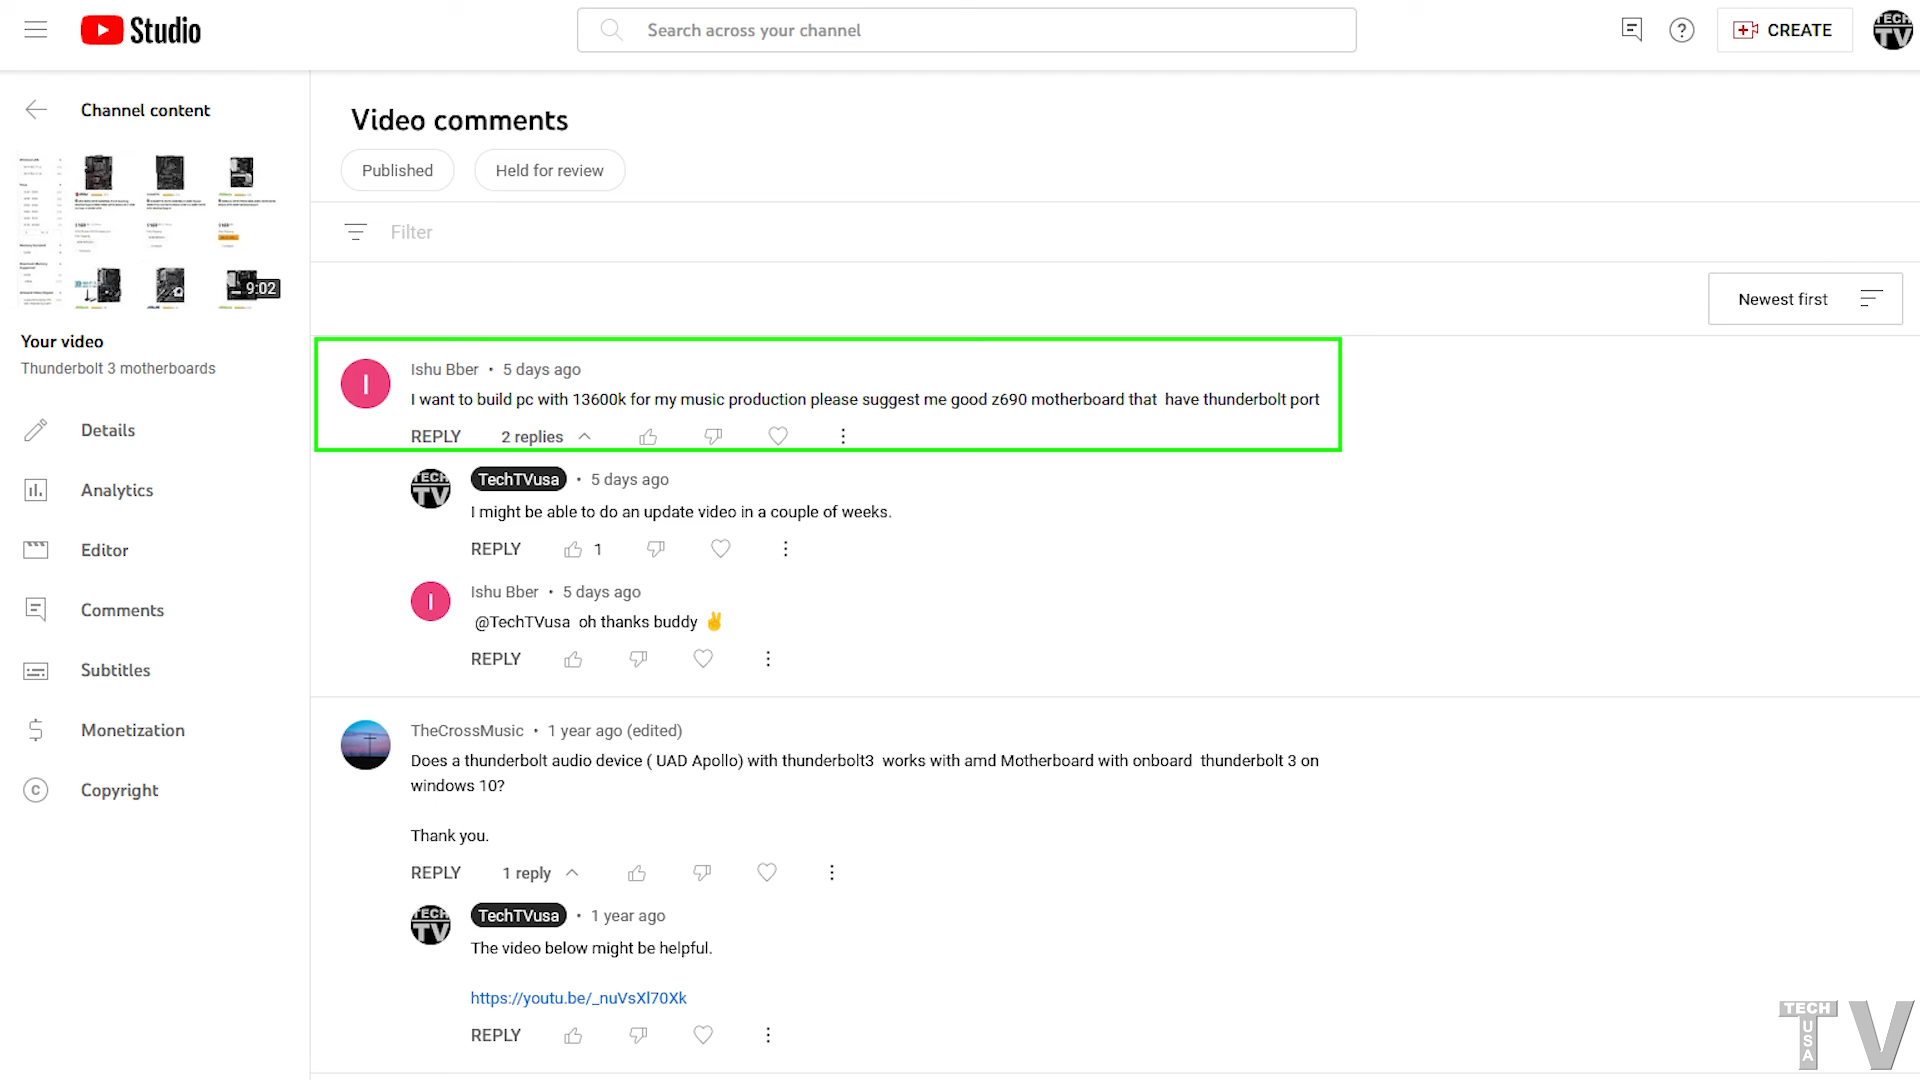 Studio
Search across your channel
CREATE
TECH
TV
Channel content
9:02
Your video
Thunderbolt 3 motherboards
Details
Analytics
Editor
Comments
Subtitles
Monetization
Copyright
Video comments
Published
Held for review
Filter
Newest first
I
Ishu Bber • 5 days ago
I want to build pc with 13600k for my music production please suggest me good z690 motherboard that have thunderbolt port
REPLY 2 replies
TECH
TV
TechTVusa • 5 days ago
I might be able to do an update video in a couple of weeks.
REPLY 1
I
Ishu Bber • 5 days ago
@TechTVusa oh thanks buddy ✌
REPLY
TheCrossMusic • 1 year ago (edited)
Does a thunderbolt audio device ( UAD Apollo) with thunderbolt3 works with amd Motherboard with onboard thunderbolt 3 on
windows 10?
Thank you.
REPLY 1 reply
TECH
TV
TechTVusa • 1 year ago
The video below might be helpful.
https://youtu.be/_nuVsXl70Xk
REPLY
TECH
TV
USA